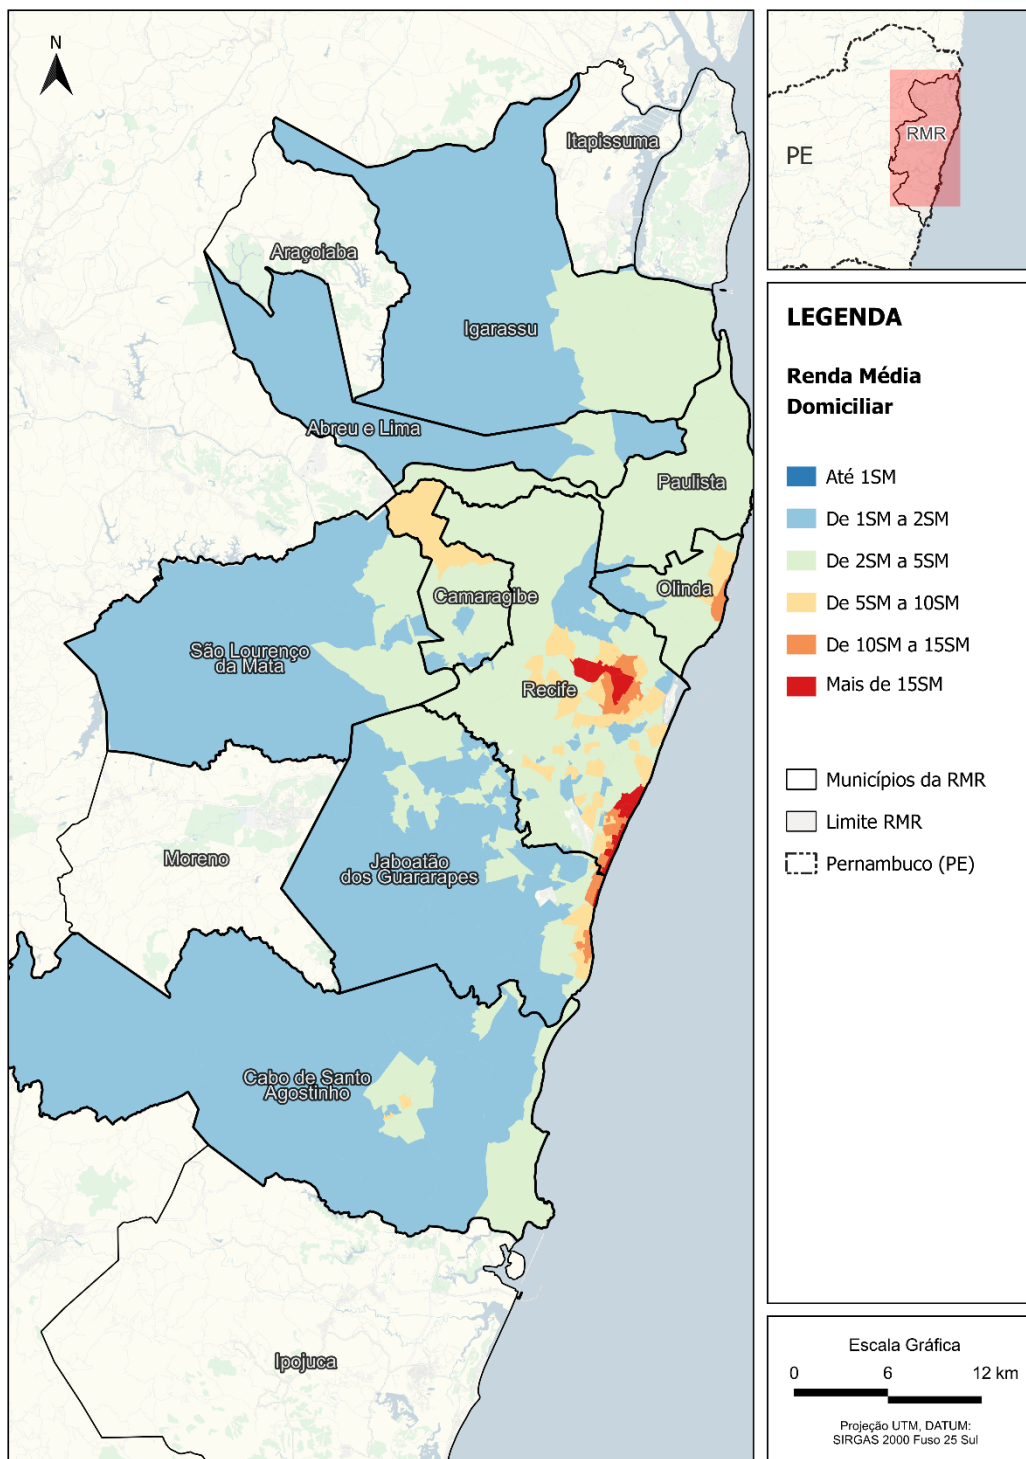 N
Itapissuma
Araçoiaba
Igarassu
Abreu e Lima
Paulista
Olinda
Camaragibe
São Lourenço
da Mata
Recife
Moreno
Jaboatão
dos Guararapes
Cabo de Santo
Agostinho
Ipojuca
PE
RMR
LEGENDA
Renda Média
Domiciliar
Até 1SM
De 1SM a 2SM
De 2SM a 5SM
De 5SM a 10SM
De 10SM a 15SM
Mais de 15SM
Municípios da RMR
Limite RMR
Pernambuco (PE)
Escala Gráfica
0 6 12 km
Projeção UTM, DATUM:
SIRGAS 2000 Fuso 25 Sul